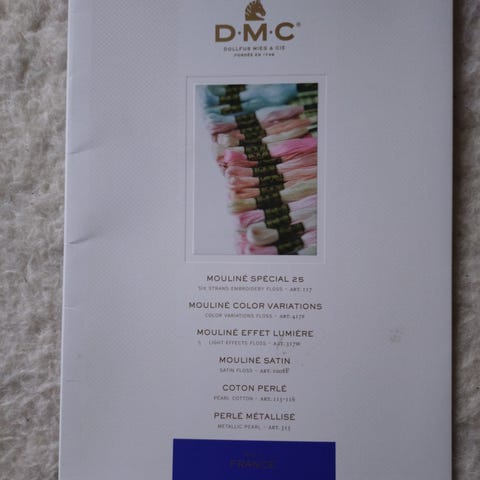 D·M·C®
DOLLFUS MIEG & CIE
FONDÉE EN 1746
MOULINÉ SPÉCIAL 25
SIX STRANS EMBROIDERY FLOSS - ART. 117
MOULINÉ COLOR VARIATIONS
COLOR VARIATIONS FLOSS - ART. 417F
MOULINÉ EFFET LUMIÈRE
LIGHT EFFECTS FLOSS - ART. 317W
MOULINÉ SATIN
SATIN FLOSS - ART. 1008F
COTON PERLÉ
PEARL COTTON - ART. 115-116
PERLÉ MÉTALLISÉ
METALLIC PEARL - ART. 315
FRANCE